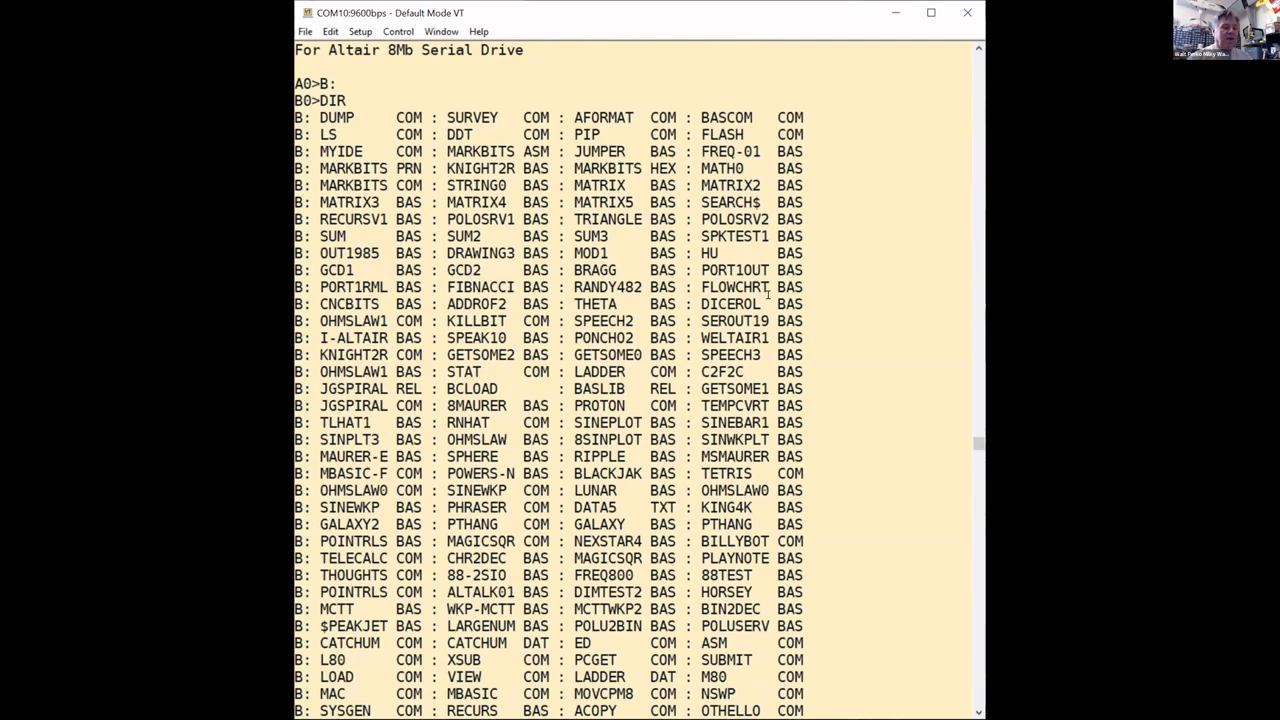 COM10:9600bps - Default Mode VT
File Edit Setup Control Window Help
For Altair 8Mb Serial Drive
A0>B:
B0>DIR
B: DUMP COM : SURVEY COM : AFORMAT COM : BASCOM COM
B: LS COM : DDT COM : PIP COM : FLASH COM
B: MYIDE COM : MARKBITS ASM : JUMPER BAS : FREQ-01 BAS
B: MARKBITS PRN : KNIGHT2R BAS : MARKBITS HEX : MATH0 BAS
B: MARKBITS COM : STRING0 BAS : MATRIX BAS : MATRIX2 BAS
B: MATRIX3 BAS : MATRIX4 BAS : MATRIX5 BAS : SEARCH$ BAS
B: RECURSV1 BAS : POLOSRV1 BAS : TRIANGLE BAS : POLOSRV2 BAS
B: SUM BAS : SUM2 BAS : SUM3 BAS : SPKTEST1 BAS
B: OUT1985 BAS : DRAWING3 BAS : MOD1 BAS : HU BAS
B: GCD1 BAS : GCD2 BAS : BRAGG BAS : PORT1OUT BAS
B: PORT1RML BAS : FIBNACCI BAS : RANDY482 BAS : FLOWCHRT BAS
B: CNCBITS BAS : ADDROF2 BAS : THETA BAS : DICEROL BAS
B: OHMSLAW1 COM : KILLBIT COM : SPEECH2 BAS : SEROUT19 BAS
B: I-ALTAIR BAS : SPEAK10 BAS : PONCHO2 BAS : WELTAIR1 BAS
B: KNIGHT2R COM : GETSOME2 BAS : GETSOME0 BAS : SPEECH3 BAS
B: OHMSLAW1 BAS : STAT COM : LADDER COM : C2F2C BAS
B: JGSPIRAL REL : BCLOAD : BASLIB REL : GETSOME1 BAS
B: JGSPIRAL COM : 8MAURER BAS : PROTON COM : TEMPCVRT BAS
B: TLHAT1 BAS : RNHAT COM : SINEPLOT BAS : SINEBAR1 BAS
B: SINPLT3 BAS : OHMSLAW BAS : 8SINPLOT BAS : SINWKPLT BAS
B: MAURER-E BAS : SPHERE BAS : RIPPLE BAS : MSMAURER BAS
B: MBASIC-F COM : POWERS-N BAS : BLACKJAK BAS : TETRIS COM
B: OHMSLAW0 COM : SINEWKP COM : LUNAR BAS : OHMSLAW0 BAS
B: SINEWKP BAS : PHRASER COM : DATA5 TXT : KING4K BAS
B: GALAXY2 BAS : PTHANG COM : GALAXY BAS : PTHANG BAS
B: POINTRLS BAS : MAGICSQR COM : NEXSTAR4 BAS : BILLYBOT COM
B: TELECALC COM : CHR2DEC BAS : MAGICSQR BAS : PLAYNOTE BAS
B: THOUGHTS COM : 88-2SIO BAS : FREQ800 BAS : 88TEST BAS
B: POINTRLS COM : ALTALK01 BAS : DIMTEST2 BAS : HORSEY BAS
B: MCTT BAS : WKP-MCTT BAS : MCTTWKP2 BAS : BIN2DEC BAS
B: $PEAKJET BAS : LARGENUM BAS : POLU2BIN BAS : POLUSERV BAS
B: CATCHUM COM : CATCHUM DAT : ED COM : ASM COM
B: L80 COM : XSUB COM : PCGET COM : SUBMIT COM
B: LOAD COM : VIEW COM : LADDER DAT : M80 COM
B: MAC COM : MBASIC COM : MOVCPM8 COM : NSWP COM
B: SYSGEN COM : RECURS BAS : ACOPY COM : OTHELLO COM